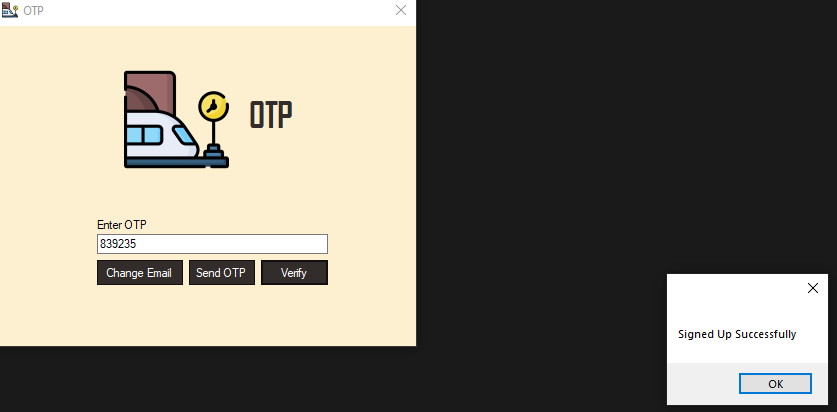 OTP
OTP
Enter OTP
839235
Change Email
Send OTP
Verify
Signed Up Successfully
OK